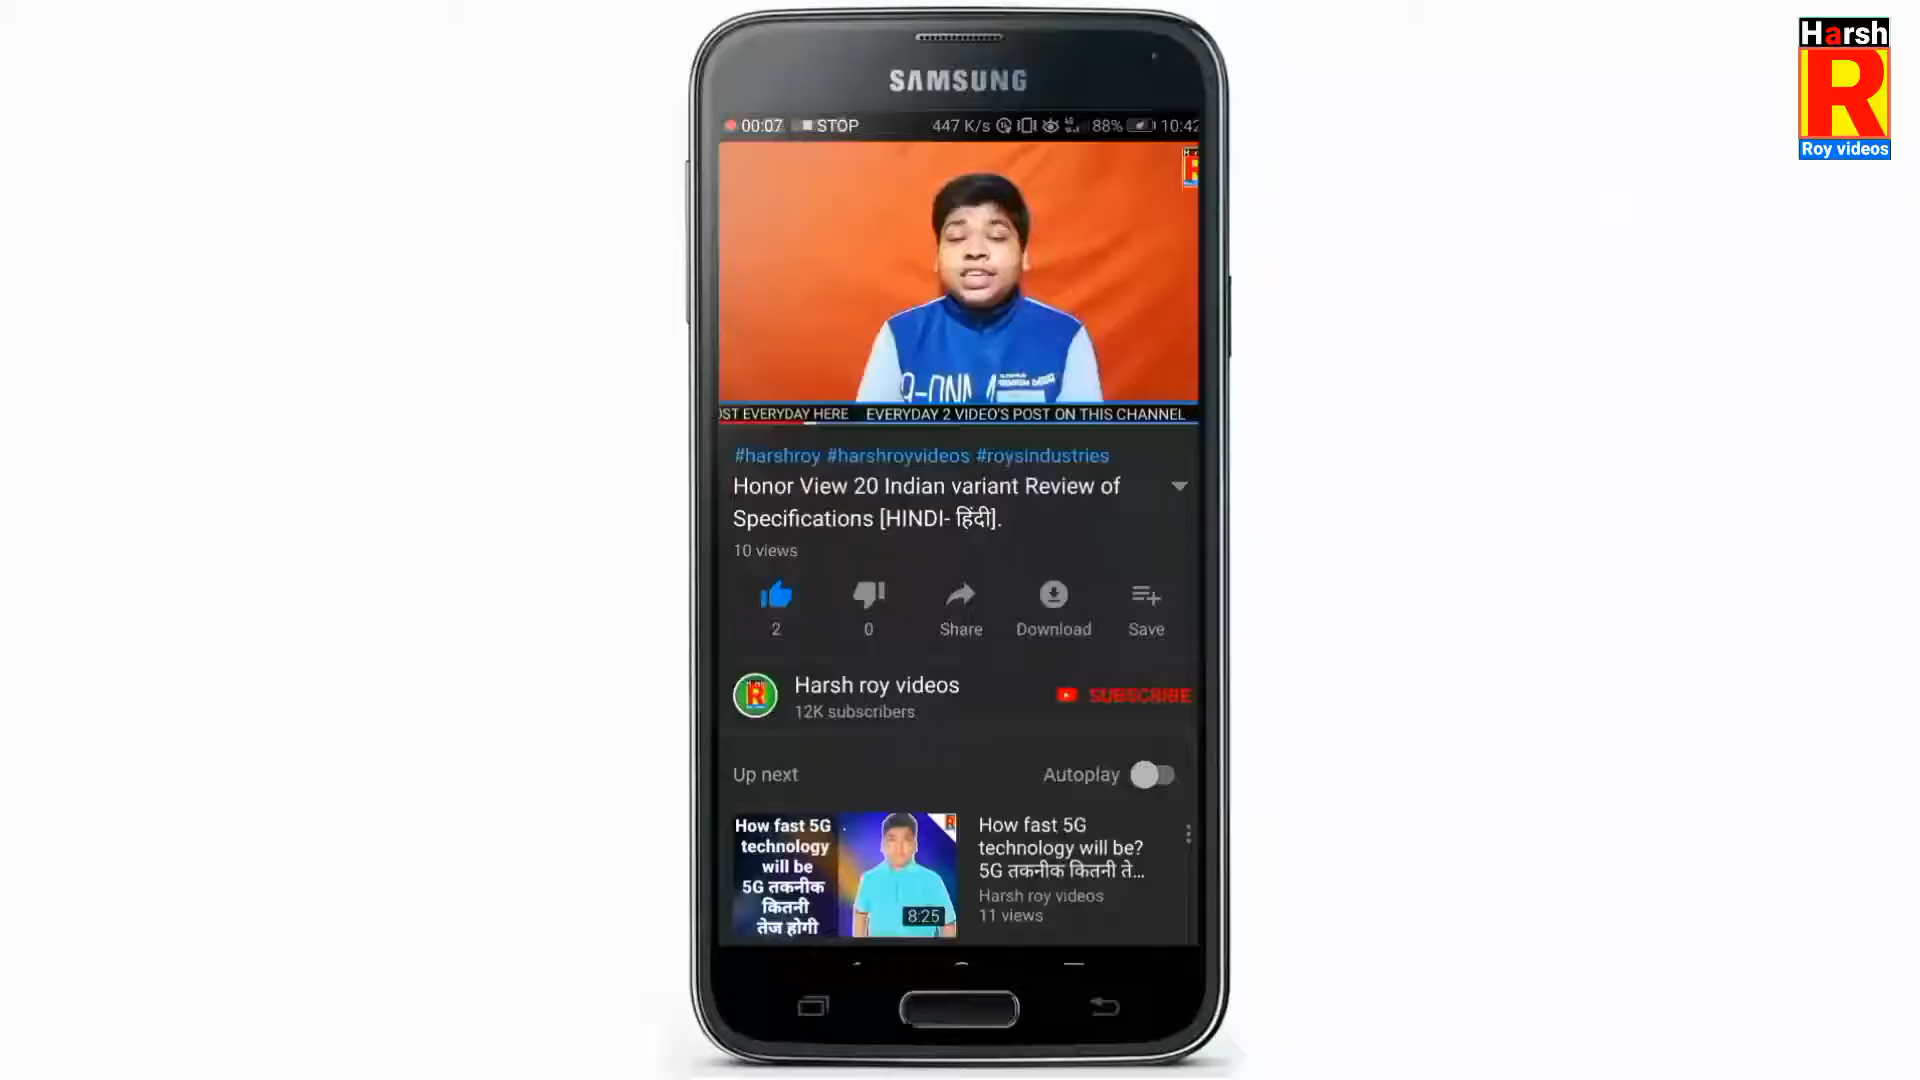 Harsh
R
Roy videos
SAMSUNG
00:07 STOP 447 K/s 88% 10:42
EVERYDAY HERE EVERYDAY 2 VIDEO'S POST ON THIS CHANNEL
#harshroy #harshroyvideos #roysindustries
Honor View 20 Indian variant Review of
Specifications [HINDI- हिंदी].
10 views
2 0 Share Download Save
Harsh roy videos
SUBSCRIBE
12K subscribers
Up next Autoplay
How fast 5G
technology
will be
5G तकनीक
कितनी
तेज होगी
8:25
How fast 5G
technology will be?
5G तकनीक कितनी ते...
Harsh roy videos
11 views